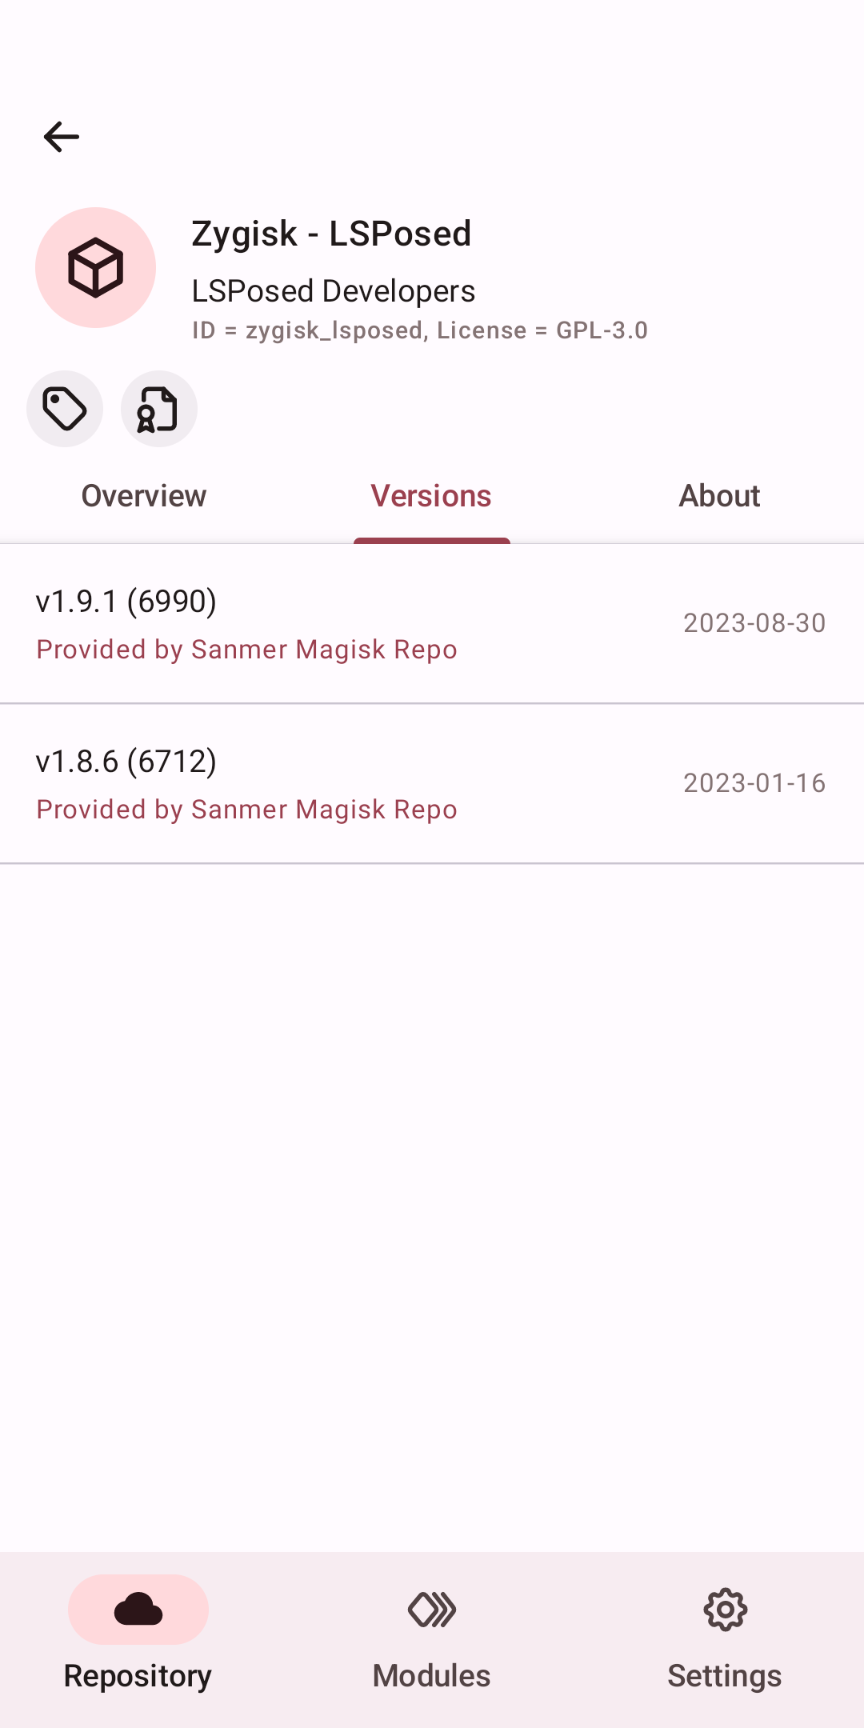 Zygisk - LSPosed
LSPosed Developers
ID = zygisk_lsposed, License = GPL-3.0
Overview
Versions
About
v1.9.1 (6990)
Provided by Sanmer Magisk Repo
2023-08-30
v1.8.6 (6712)
Provided by Sanmer Magisk Repo
2023-01-16
Repository
Modules
Settings